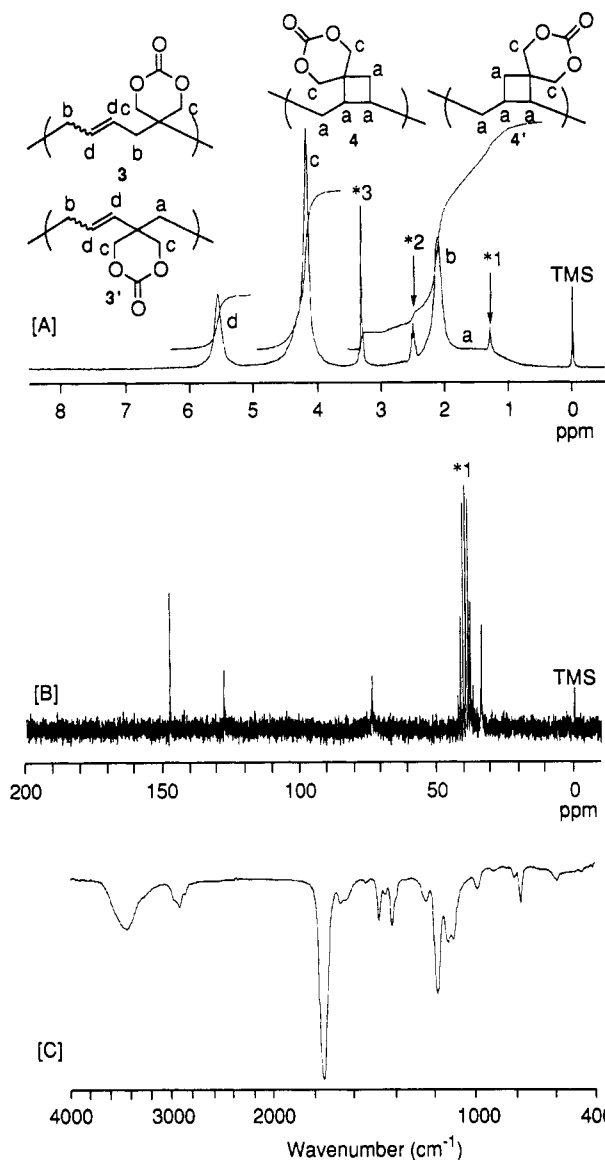 O
O O
c c
b d
d b
3
d
b a
d
c c
O O
O
3'
O
O O
c
c a
a a a
4
O
O O
c
a c
a a a
4'
c
*3
*2
b
*1
TMS
d
a
[A]
8 7 6 5 4 3 2 1 0
ppm
*1
TMS
[B]
200 150 100 50 0
ppm
[C]
4000 3000 2000 1000 400
Wavenumber (cm⁻¹)